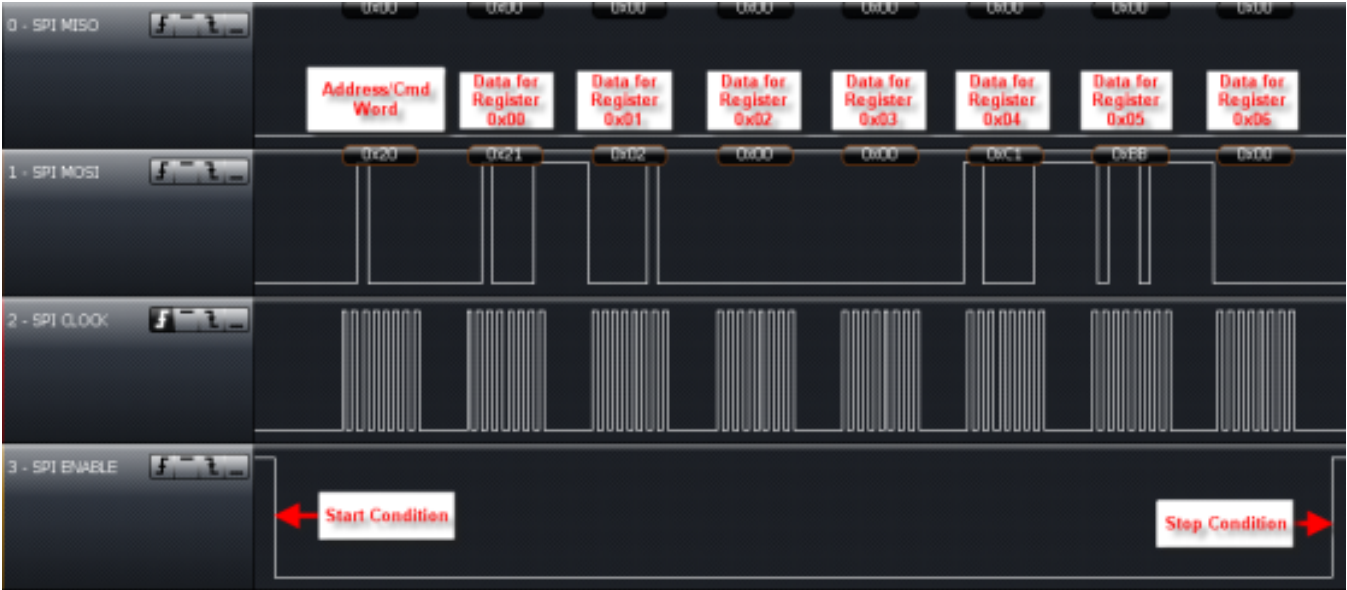 0 - SPI MISO
0x00 0x00 0x00 0x00 0x00 0x00 0x00 0x00
Address/Cmd
Word
Data for
Register
0x00
Data for
Register
0x01
Data for
Register
0x02
Data for
Register
0x03
Data for
Register
0x04
Data for
Register
0x05
Data for
Register
0x06
1 - SPI MOSI
0x20 0x21 0x02 0x00 0x00 0xC1 0xBB 0x00
2 - SPI CLOCK
3 - SPI ENABLE
Start Condition
Stop Condition